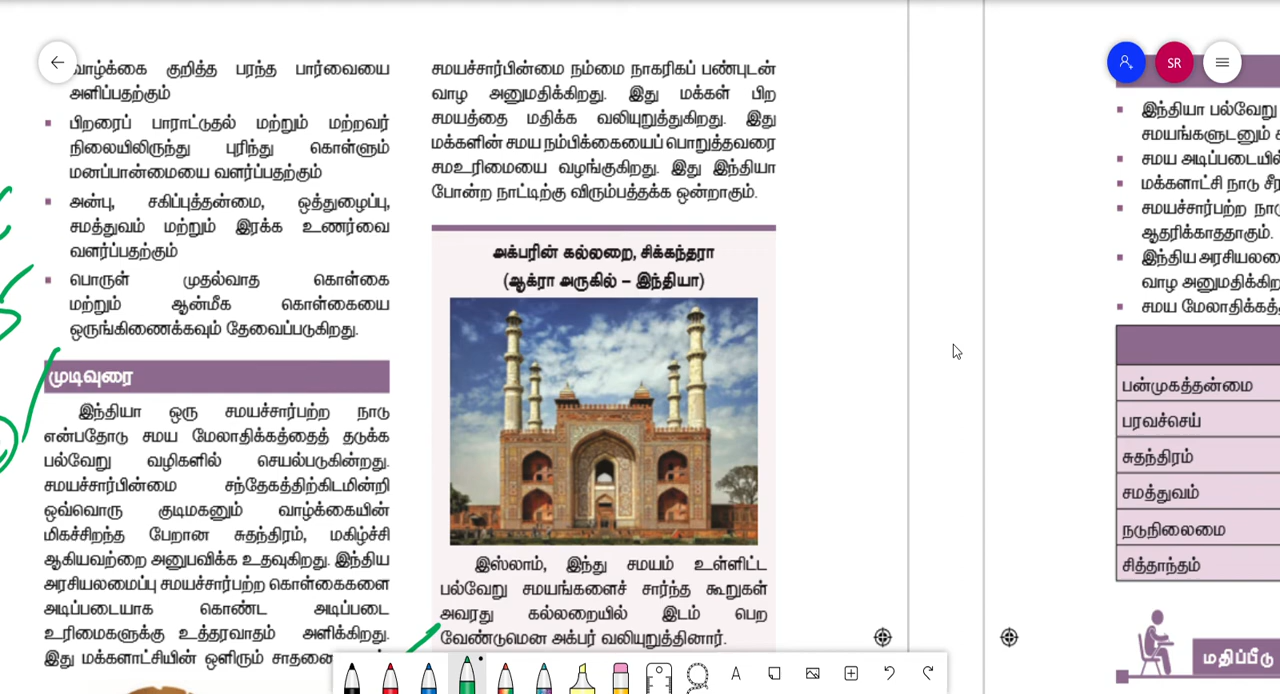 வாழ்க்கை குறித்த பரந்த பார்வையை
அளிப்பதற்கும்
பிறரைப் பாராட்டுதல் மற்றும் மற்றவர்
நிலையிலிருந்து புரிந்து கொள்ளும்
மனப்பான்மையை வளர்ப்பதற்கும்
அன்பு, சகிப்புத்தன்மை, ஒத்துழைப்பு,
சமத்துவம் மற்றும் இரக்க உணர்வை
வளர்ப்பதற்கும்
பொருள் முதல்வாத கொள்கை
மற்றும் ஆன்மீக கொள்கையை
ஒருங்கிணைக்கவும் தேவைப்படுகிறது.
முடிவுரை
இந்தியா ஒரு சமயச்சார்பற்ற நாடு
என்பதோடு சமய மேலாதிக்கத்தைத் தடுக்க
பல்வேறு வழிகளில் செயல்படுகின்றது.
சமயச்சார்பின்மை சந்தேகத்திற்கிடமின்றி
ஒவ்வொரு குடிமகனும் வாழ்க்கையின்
மிகச்சிறந்த பேறான சுதந்திரம், மகிழ்ச்சி
ஆகியவற்றை அனுபவிக்க உதவுகிறது. இந்திய
அரசியலமைப்பு சமயச்சார்பற்ற கொள்கைகளை
அடிப்படையாக கொண்ட அடிப்படை
உரிமைகளுக்கு உத்தரவாதம் அளிக்கிறது.
இது மக்களாட்சியின் ஒளிரும்
சமயச்சார்பின்மை நம்மை நாகரிகப் பண்புடன்
வாழ அனுமதிக்கிறது. இது மக்கள் பிற
சமயத்தை மதிக்க வலியுறுத்துகிறது. இது
மக்களின் சமய நம்பிக்கையைப் பொறுத்தவரை
சமஉரிமையை வழங்குகிறது. இது இந்தியா
போன்ற நாட்டிற்கு விரும்பத்தக்க ஒன்றாகும்.
அக்பரின் கல்லறை, சிக்கந்தரா
(ஆக்ரா அருகில் – இந்தியா)
இஸ்லாம், இந்து சமயம் உள்ளிட்ட
பல்வேறு சமயங்களைச் சார்ந்த கூறுகள்
அவரது கல்லறையில் இடம் பெற
வேண்டுமென அக்பர் வலியுறுத்தினார்.
SR
இந்தியா பல்வேறு
சமயங்களுடனும்
சமய அடிப்படையில்
மக்களாட்சி நாடு
சமயச்சார்பற்ற
ஆதரிக்காததாகும்.
இந்திய
வாழ
சமய
பன்முகத்தன்மை
பரவச்செய்
சுதந்திரம்
சமத்துவம்
நடுநிலைமை
சித்தாந்தம்
மதிப்பீடு
A